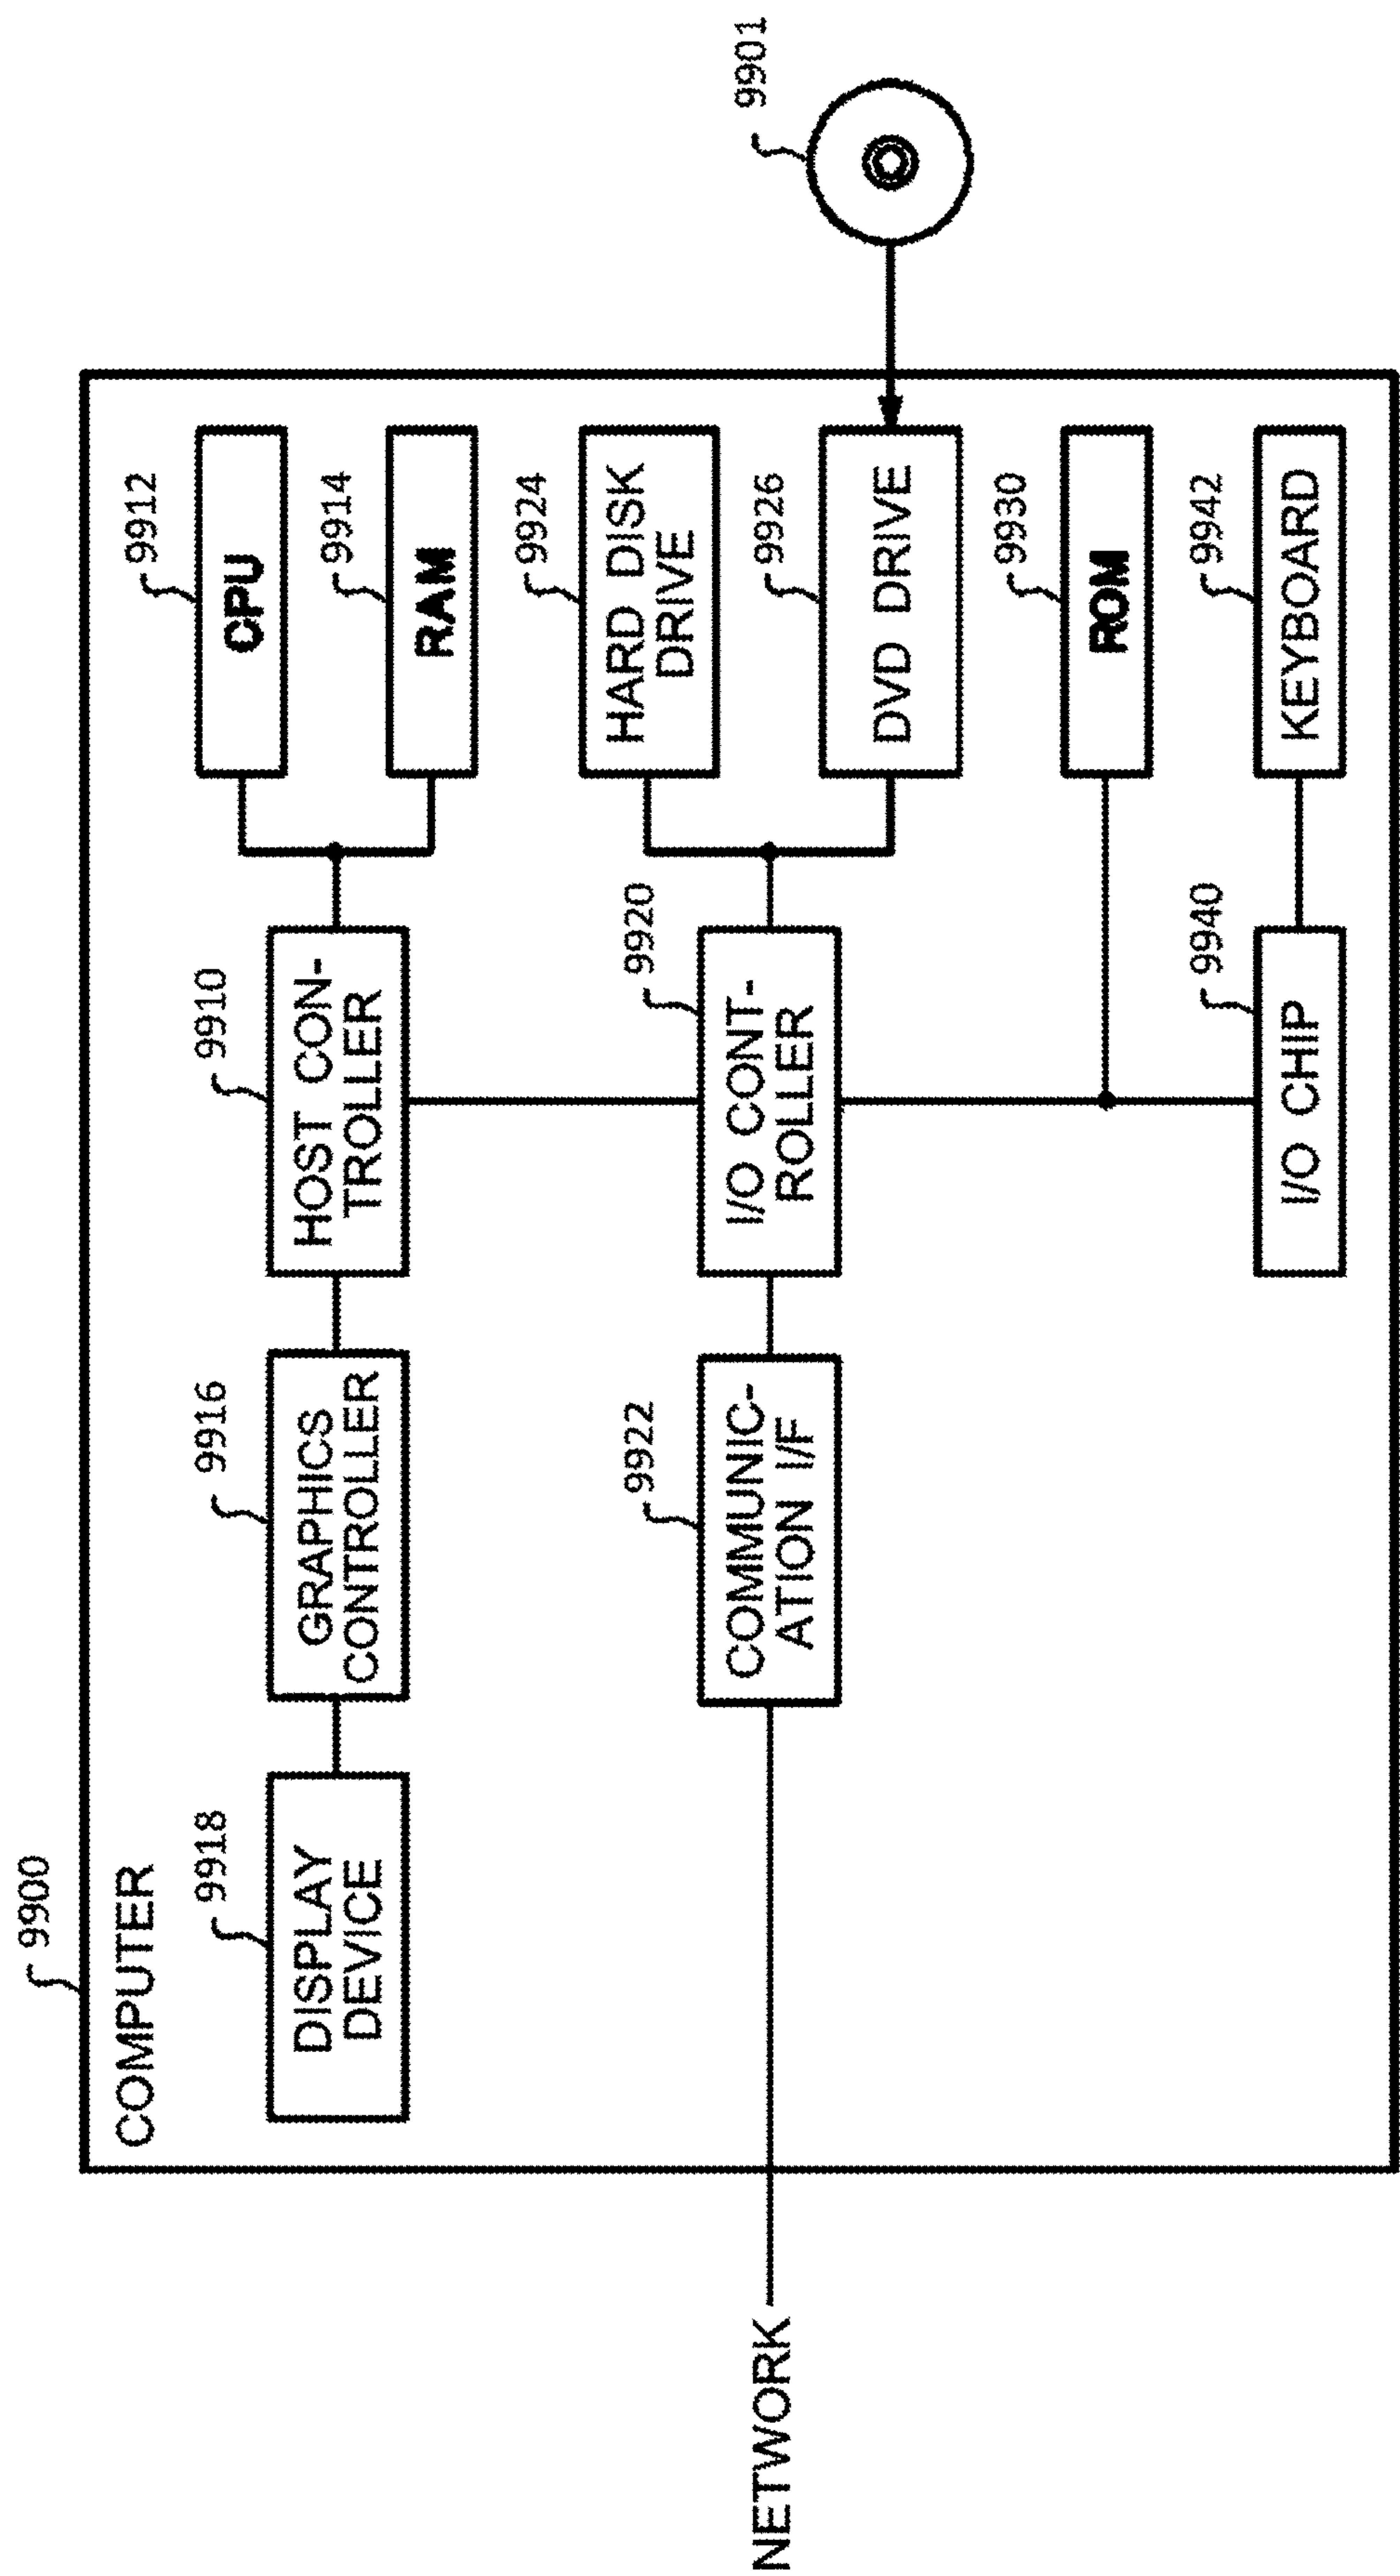 9900
COMPUTER
9912
CPU
9914
RAM
9910
HOST CON-
TROLLER
9916
GRAPHICS
CONTROLLER
9918
DISPLAY
DEVICE
9924
HARD DISK
DRIVE
9901
9926
DVD DRIVE
9920
I/O CONT-
ROLLER
9922
COMMUNIC-
ATION I/F
NETWORK
9930
ROM
9940
I/O CHIP
9942
KEYBOARD